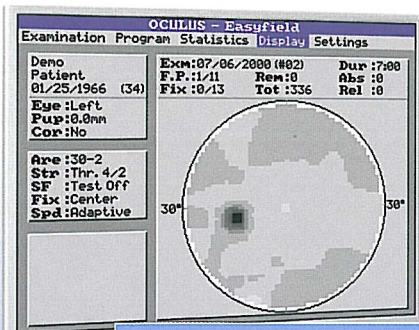 OCULUS - Easyfield
Examination Program Statistics Display Settings
Demo
Patient
01/25/1966 (34)
Eye :Left
Pup:0.0mm
Cor:No
Are :30-2
Str :Thr. 4/2
SF :Test Off
Fix :Center
Spd :Adaptive
Exm:07/06/2000 (#02) Dur :7:00
F.P.:1/11 Rem:0 Abs :0
Fix :0/13 Tot :336 Rel :0
30° 30°